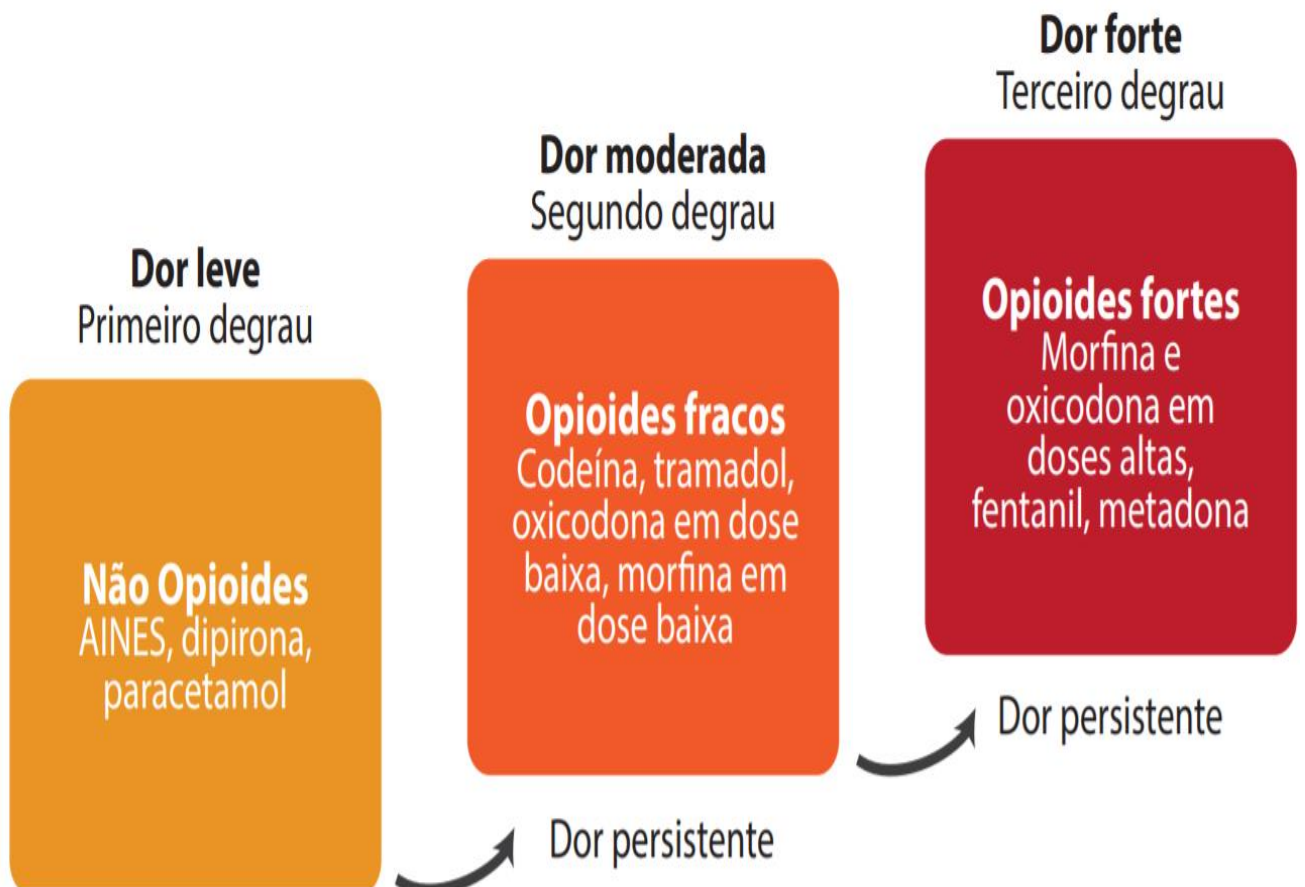 Dor leve
Primeiro degrau
Não Opioides
AINES, dipirona,
paracetamol
Dor persistente
Dor moderada
Segundo degrau
Opioides fracos
Codeína, tramadol,
oxicodona em dose
baixa, morfina em
dose baixa
Dor persistente
Dor forte
Terceiro degrau
Opioides fortes
Morfina e
oxicodona em
doses altas,
fentanil, metadona